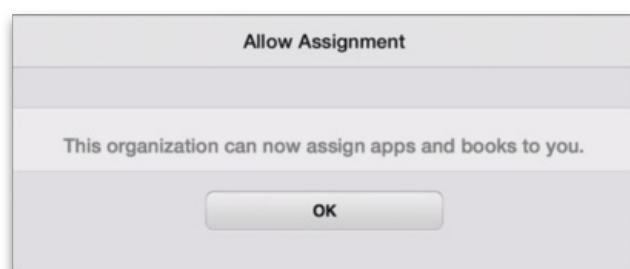 Allow Assignment
This organization can now assign apps and books to you.
OK